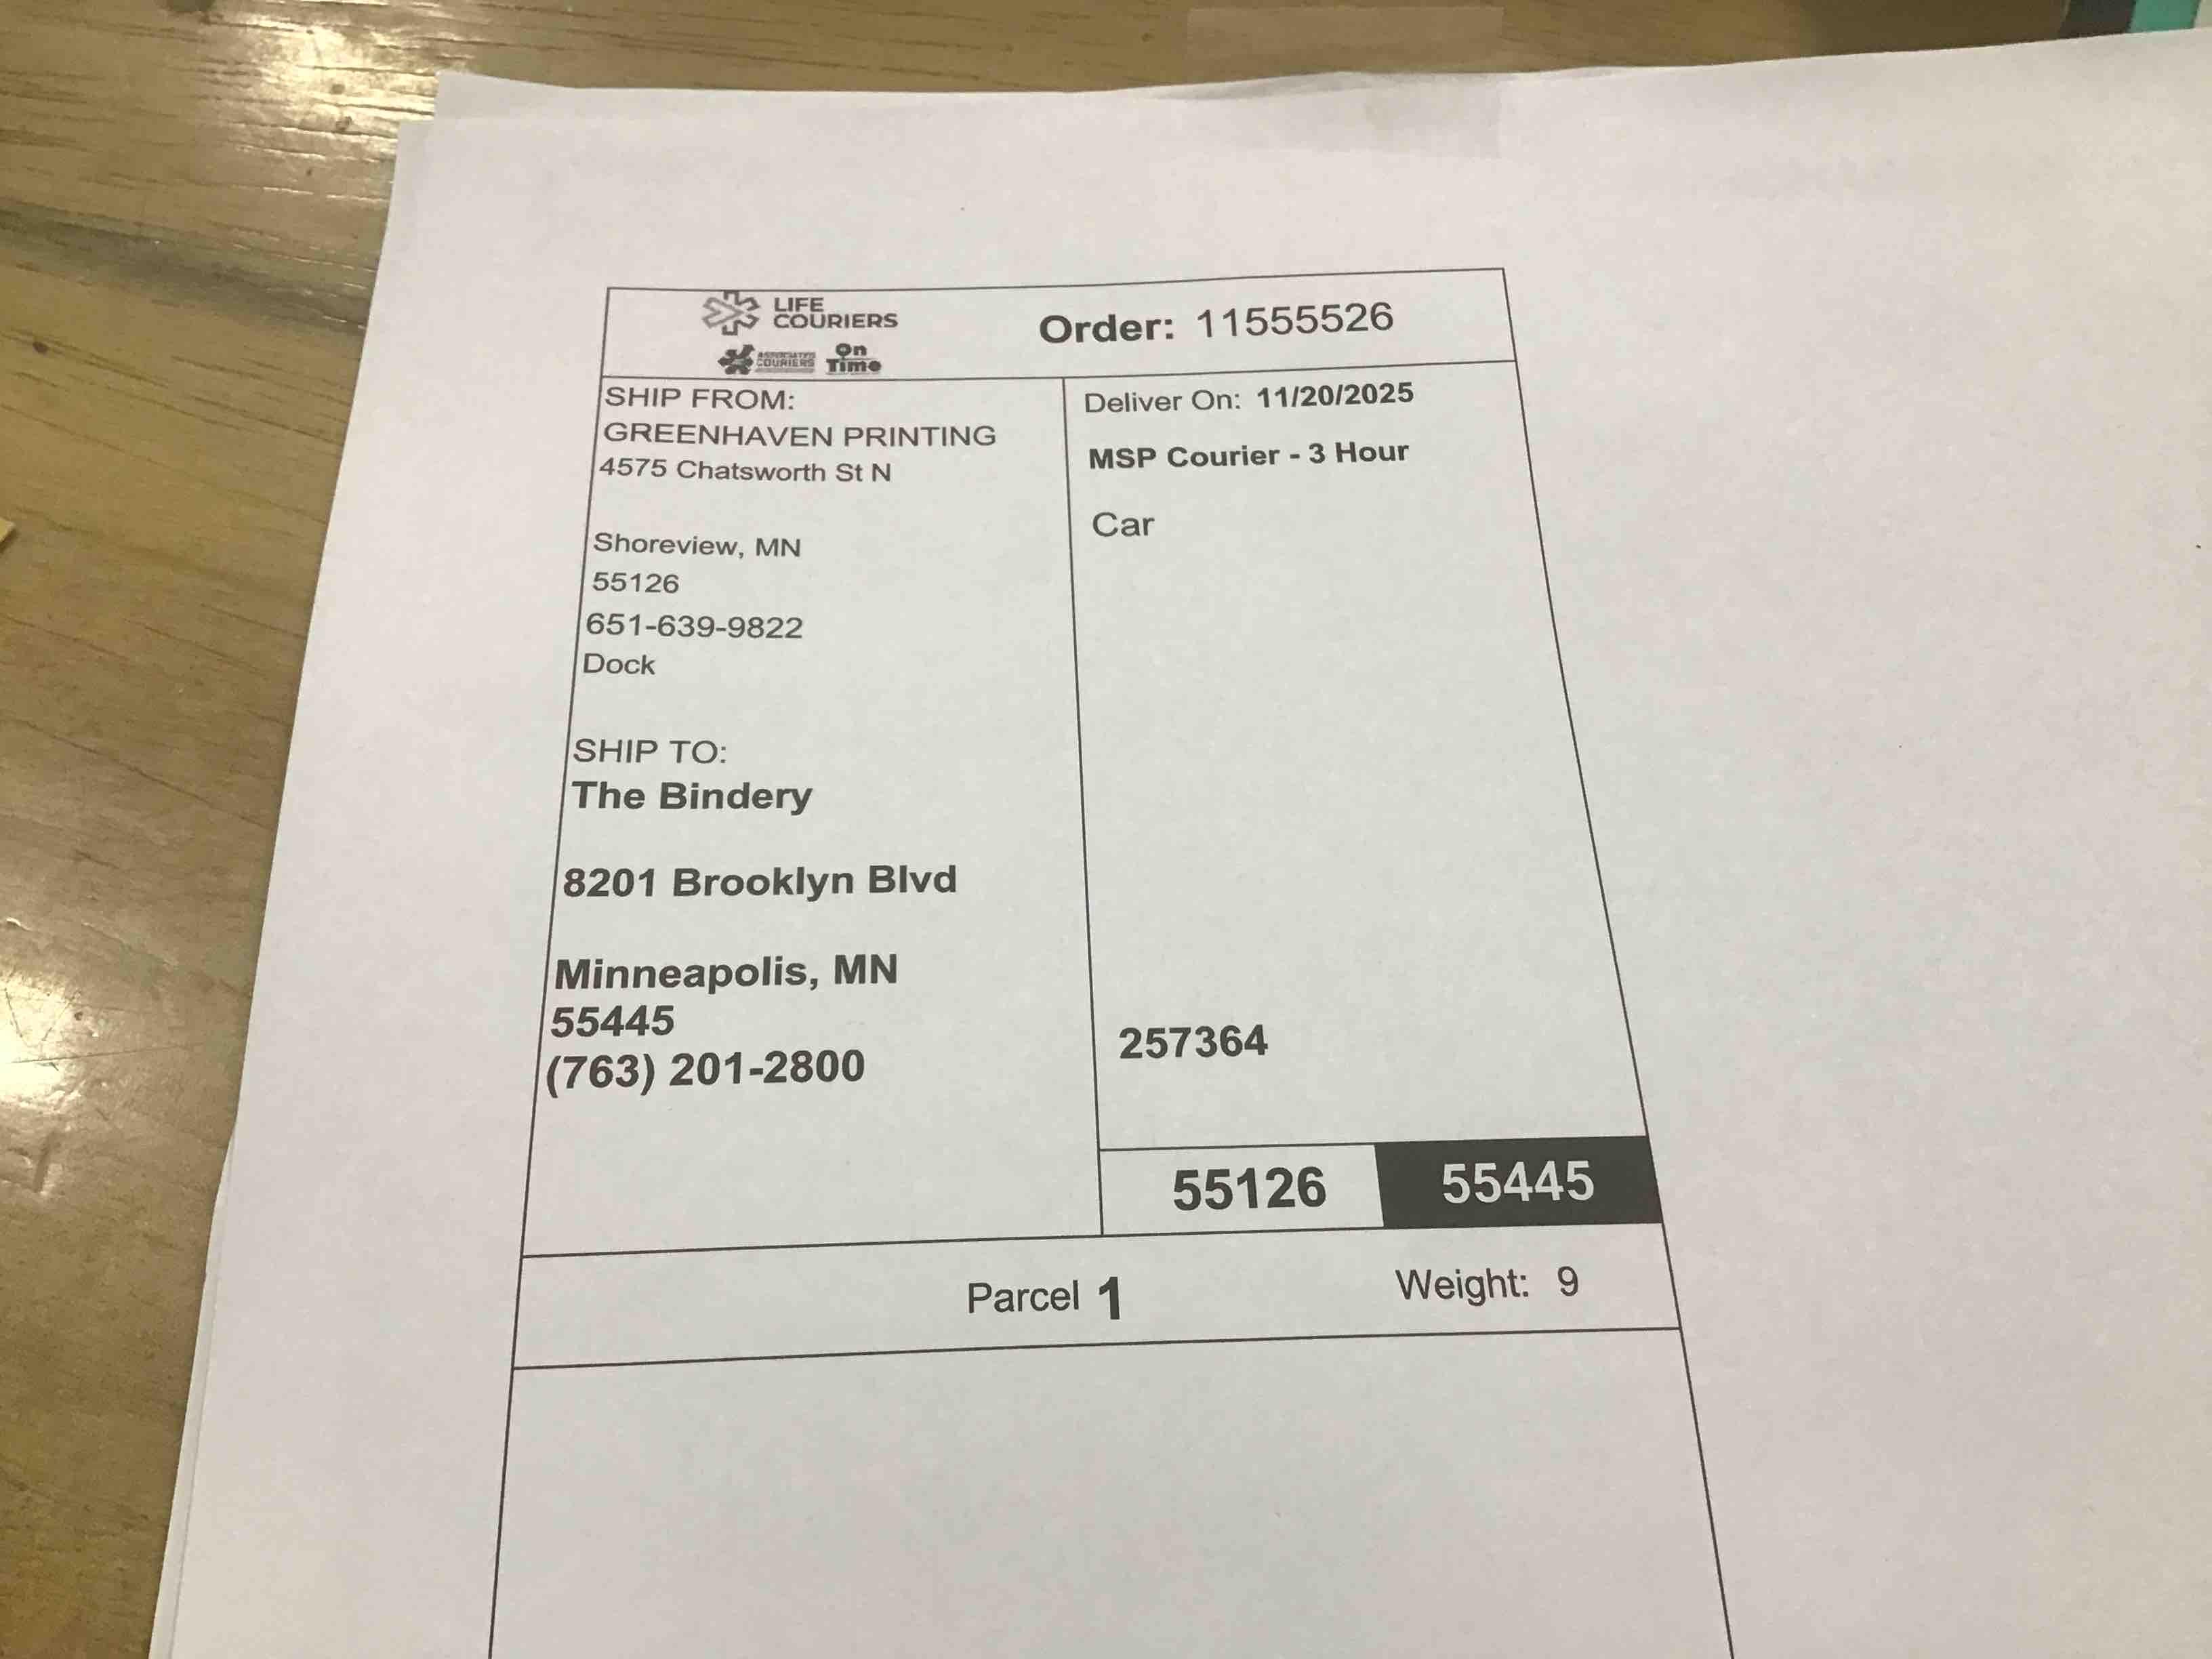 LIFE
COURIERS
ASSOCIATED
COURIERS
On
Time
Order: 11555526
SHIP FROM:
GREENHAVEN PRINTING
4575 Chatsworth St N
Shoreview, MN
55126
651-639-9822
Dock
SHIP TO:
The Bindery
8201 Brooklyn Blvd
Minneapolis, MN
55445
(763) 201-2800
Deliver On: 11/20/2025
MSP Courier - 3 Hour
Car
257364
55126 55445
Parcel 1 Weight: 9